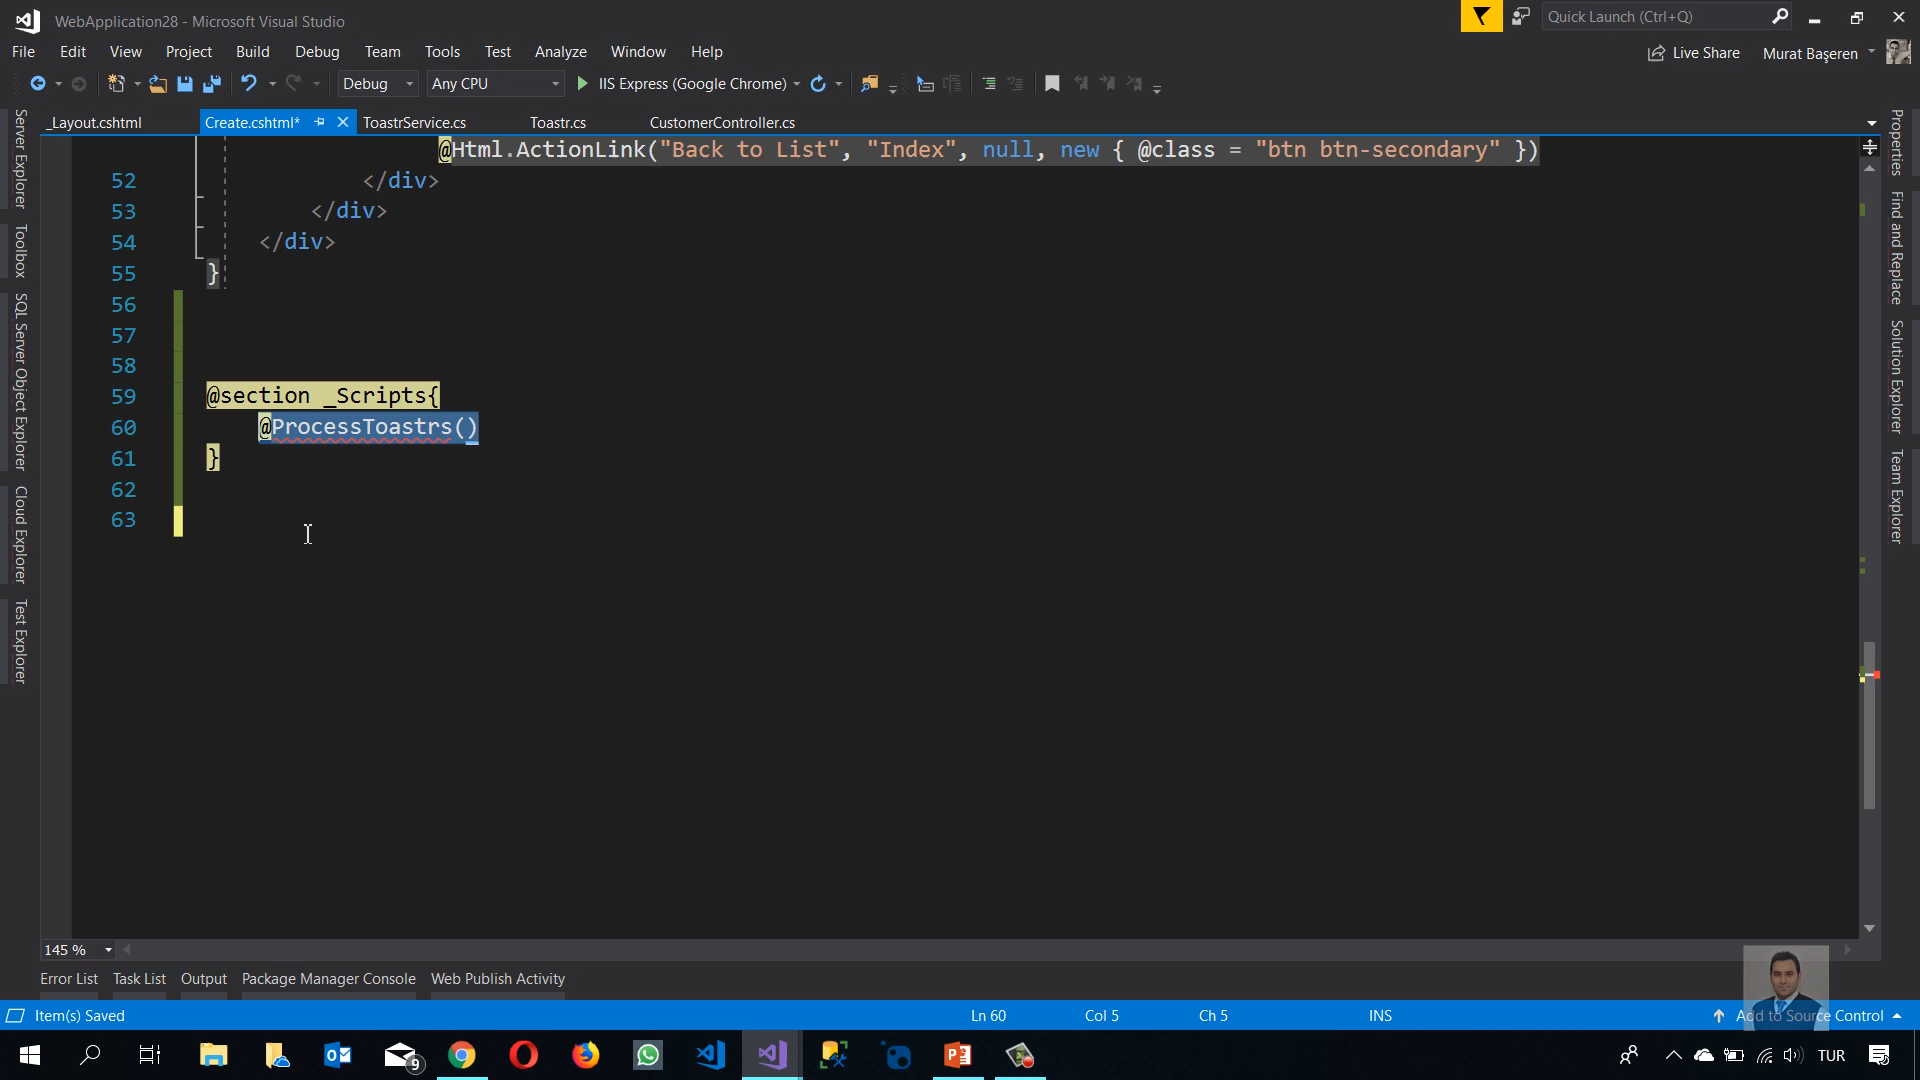 WebApplication28 - Microsoft Visual Studio
Quick Launch (Ctrl+Q)
File Edit View Project Build Debug Team Tools Test Analyze Window Help
Live Share
Murat Başeren
Debug
Any CPU
IIS Express (Google Chrome)
_Layout.cshtml
Create.cshtml*
ToastrService.cs
Toastr.cs
CustomerController.cs
@Html.ActionLink("Back to List", "Index", null, new { @class = "btn btn-secondary" })
52 </div>
53 </div>
54 </div>
55 }
56
57
58
59 @section _Scripts{
60 @ProcessToastrs()
61 }
62
63
Server Explorer
Toolbox
SQL Server Object Explorer
Cloud Explorer
Test Explorer
Properties
Find and Replace
Solution Explorer
Team Explorer
145 %
Error List Task List Output Package Manager Console Web Publish Activity
Item(s) Saved
Ln 60
Col 5
Ch 5
INS
Add to Source Control
9
TUR